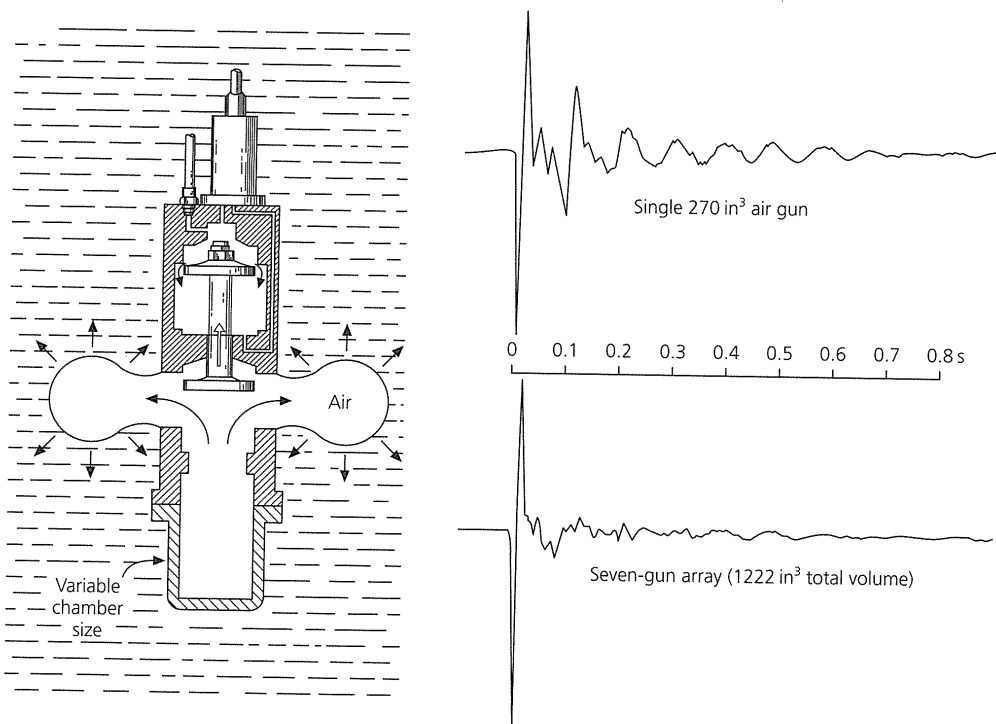 Air
Variable
chamber
size
Single 270 in³ air gun
0 0.1 0.2 0.3 0.4 0.5 0.6 0.7 0.8 s
Seven-gun array (1222 in³ total volume)